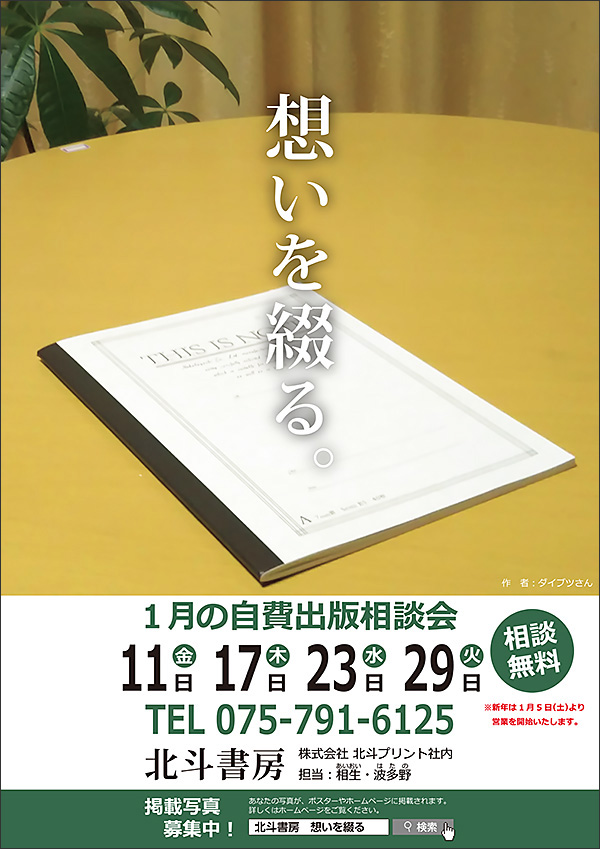 想いを綴る。
THIS IS NO
作　者：ダイブツさん
1月の自費出版相談会
11日金 17日木 23日水 29日火
相談
無料
※新年は1月5日(土)より
営業を開始いたします。
TEL 075-791-6125
北斗書房
株式会社 北斗プリント社内
担当：相生・波多野
あいおい　はたの
掲載写真
募集中！
あなたの写真が、ポスターやホームページに掲載されます。
詳しくはホームページをご覧ください。
北斗書房　想いを綴る
検索